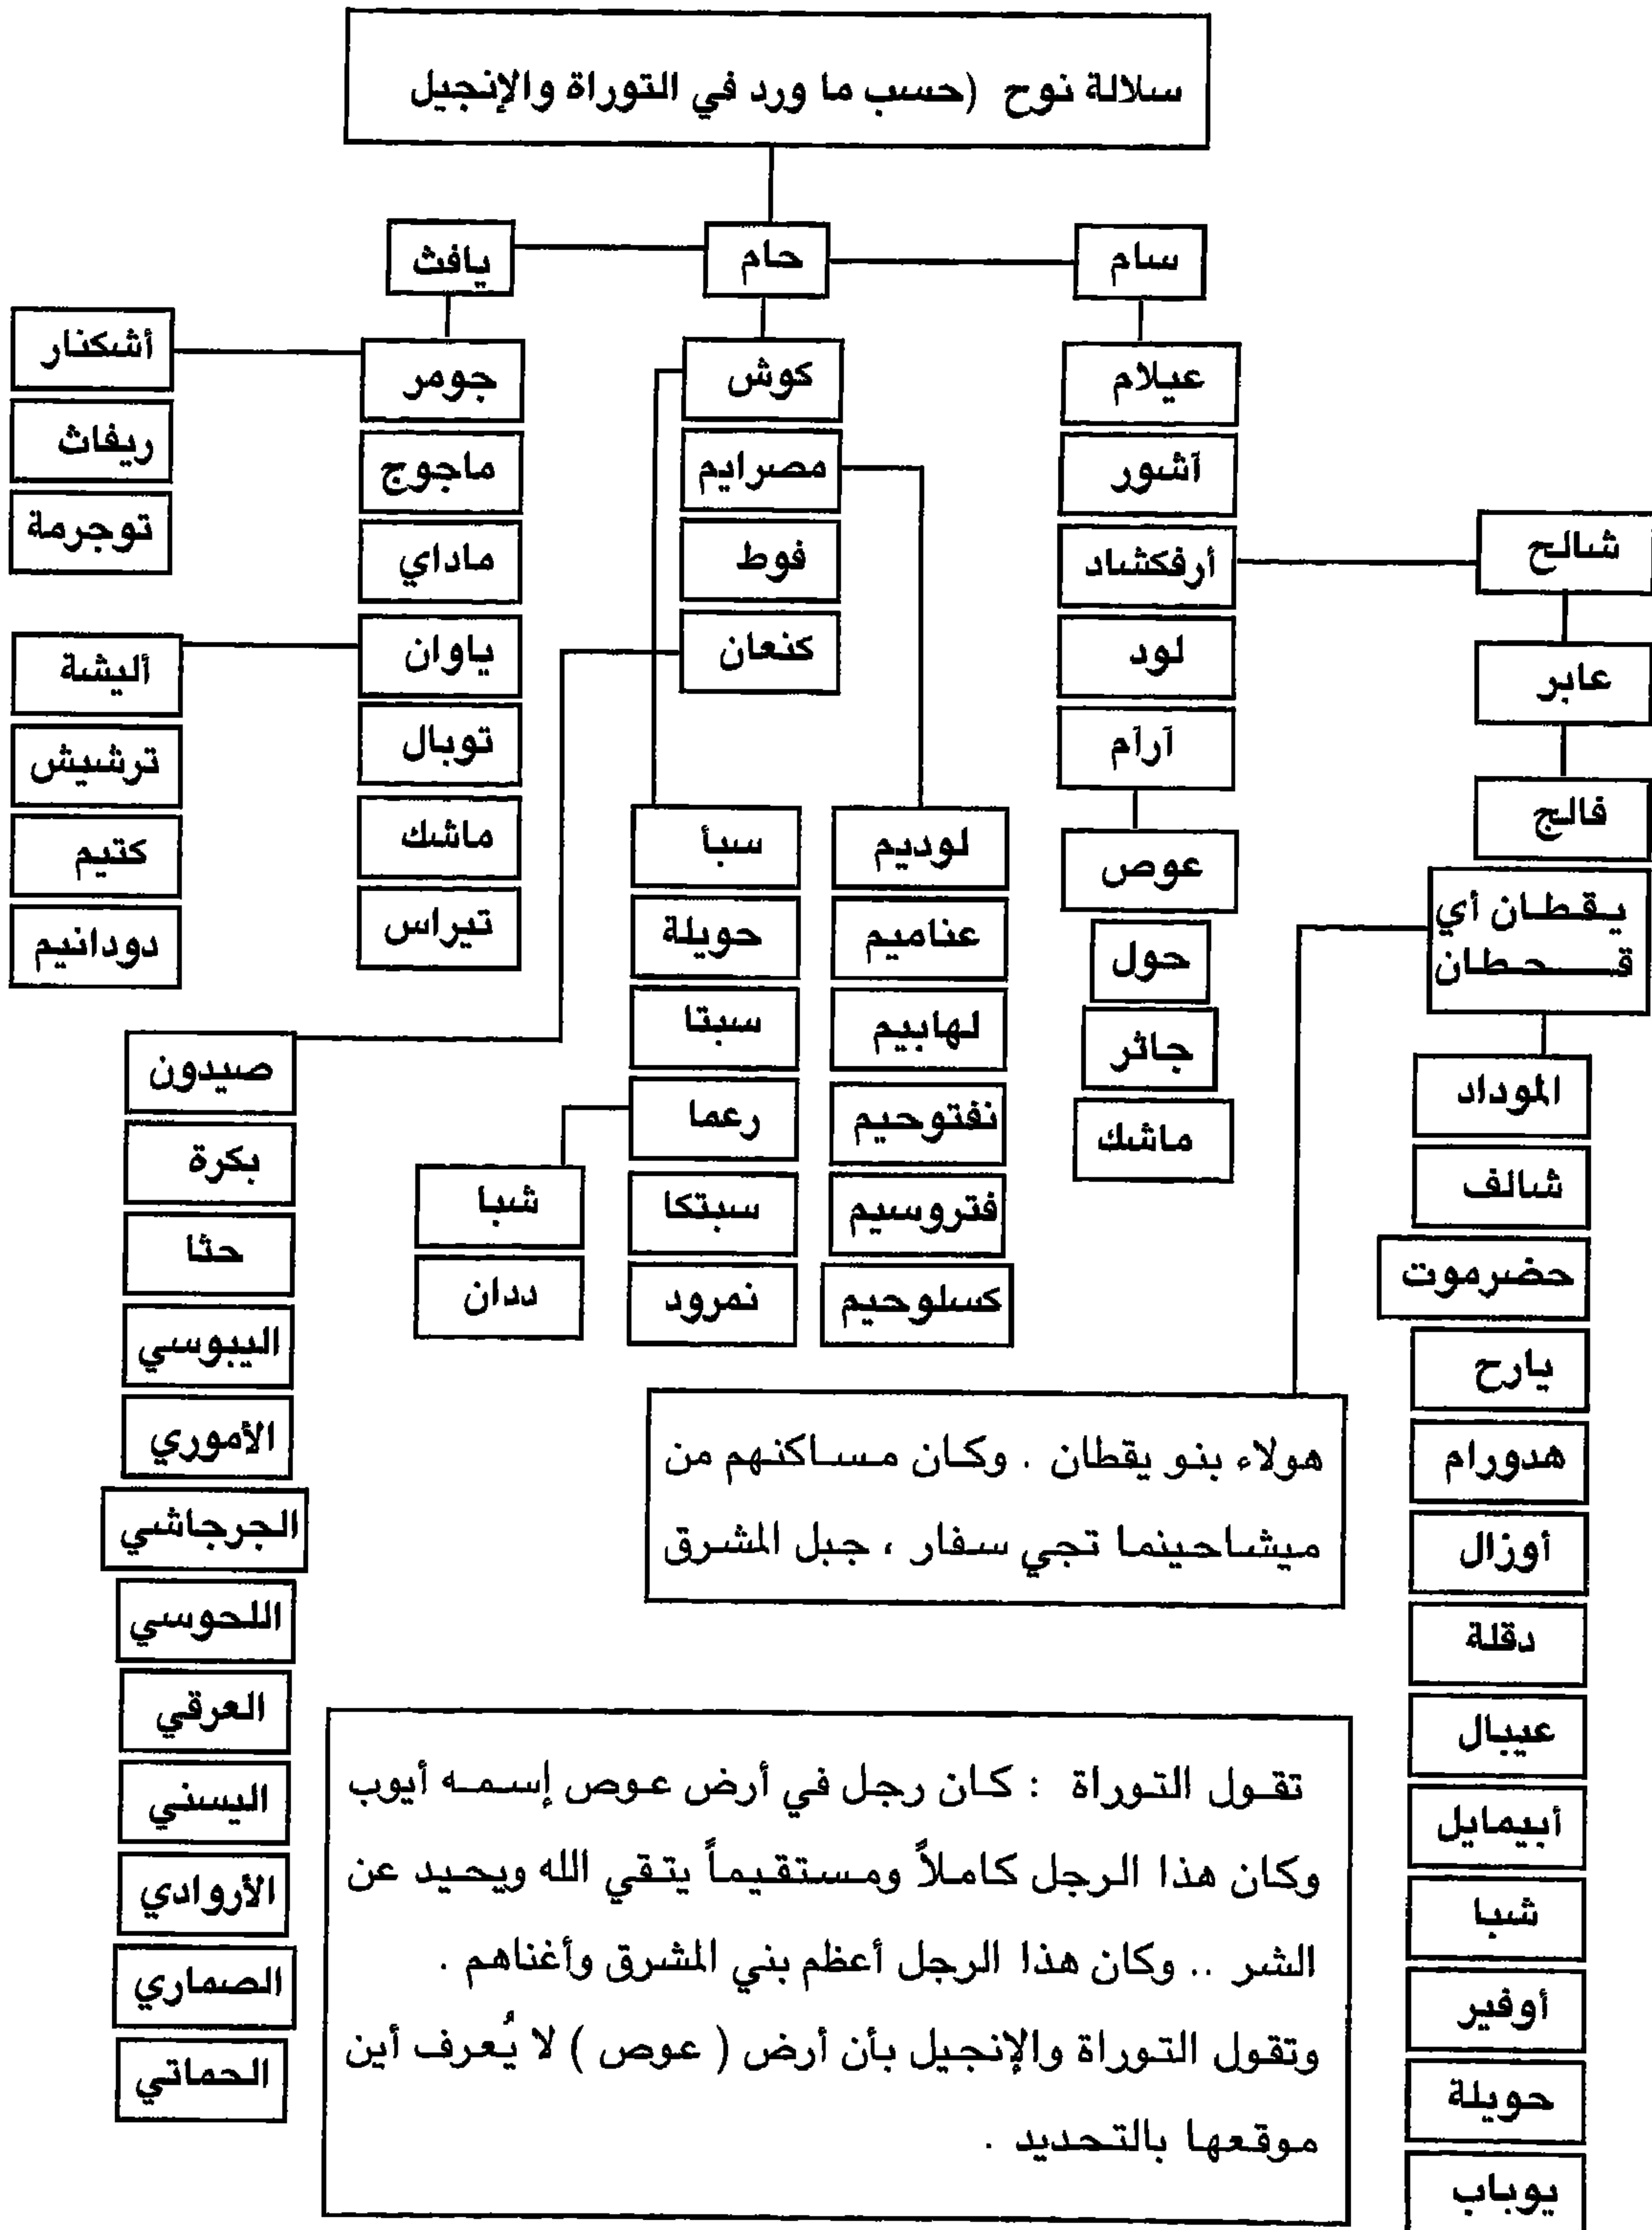 سلالة نوح (حسب ما ورد في التوراة والإنجيل
سام
حام
يافث
عيلام
آشور
أرفكشاد
لود
آرآم
عوص
حول
جاثر
ماشك
شالح
عابر
فالج
يقطان أي
قحطان
الموداد
شالف
حضرموت
يارح
هدورام
أوزال
دقلة
عيبال
أبيمايل
شبا
أوفير
حويلة
يوباب
كوش
مصرايم
فوط
كنعان
لوديم
عناميم
لهابيم
نفتوحيم
فتروسيم
كسلوحيم
سبأ
حويلة
سبتا
رعما
سبتكا
نمرود
شبا
ددان
جومر
ماجوج
ماداي
ياوان
توبال
ماشك
تيراس
أشكنار
ريفاث
توجرمة
أليشة
ترشيش
كتيم
دودانيم
صيدون
بكرة
حثا
اليبوسي
الأموري
الجرجاشي
اللحوسي
العرقي
اليسني
الأروادي
الصماري
الحماتي
هولاء بنو يقطان . وكان مساكنهم من
ميشاحينما تجي سفار ، جبل المشرق
تقول التوراة : كان رجل في أرض عوص إسمه أيوب
وكان هذا الرجل كاملاً ومستقيماً يتقي الله ويحيد عن
الشر .. وكان هذا الرجل أعظم بني المشرق وأغناهم .
وتقول التوراة والإنجيل بأن أرض ( عوص ) لا يُعرف أين
موقعها بالتحديد .